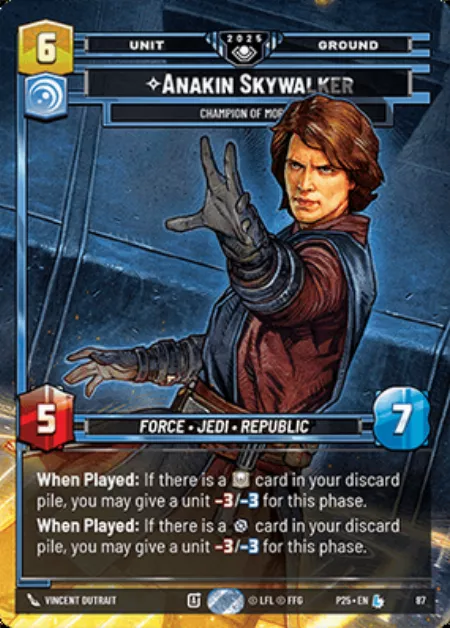 6
UNIT 2025 GROUND
ANAKIN SKYWALKER
CHAMPION OF
5 FORCE • JEDI • REPUBLIC 7
When Played: If there is a card in your discard
pile, you may give a unit -3/-3 for this phase.
When Played: If there is a card in your discard
pile, you may give a unit -3/-3 for this phase.
VINCENT DUTRAIT © LFL © FFG P25 • EN 87